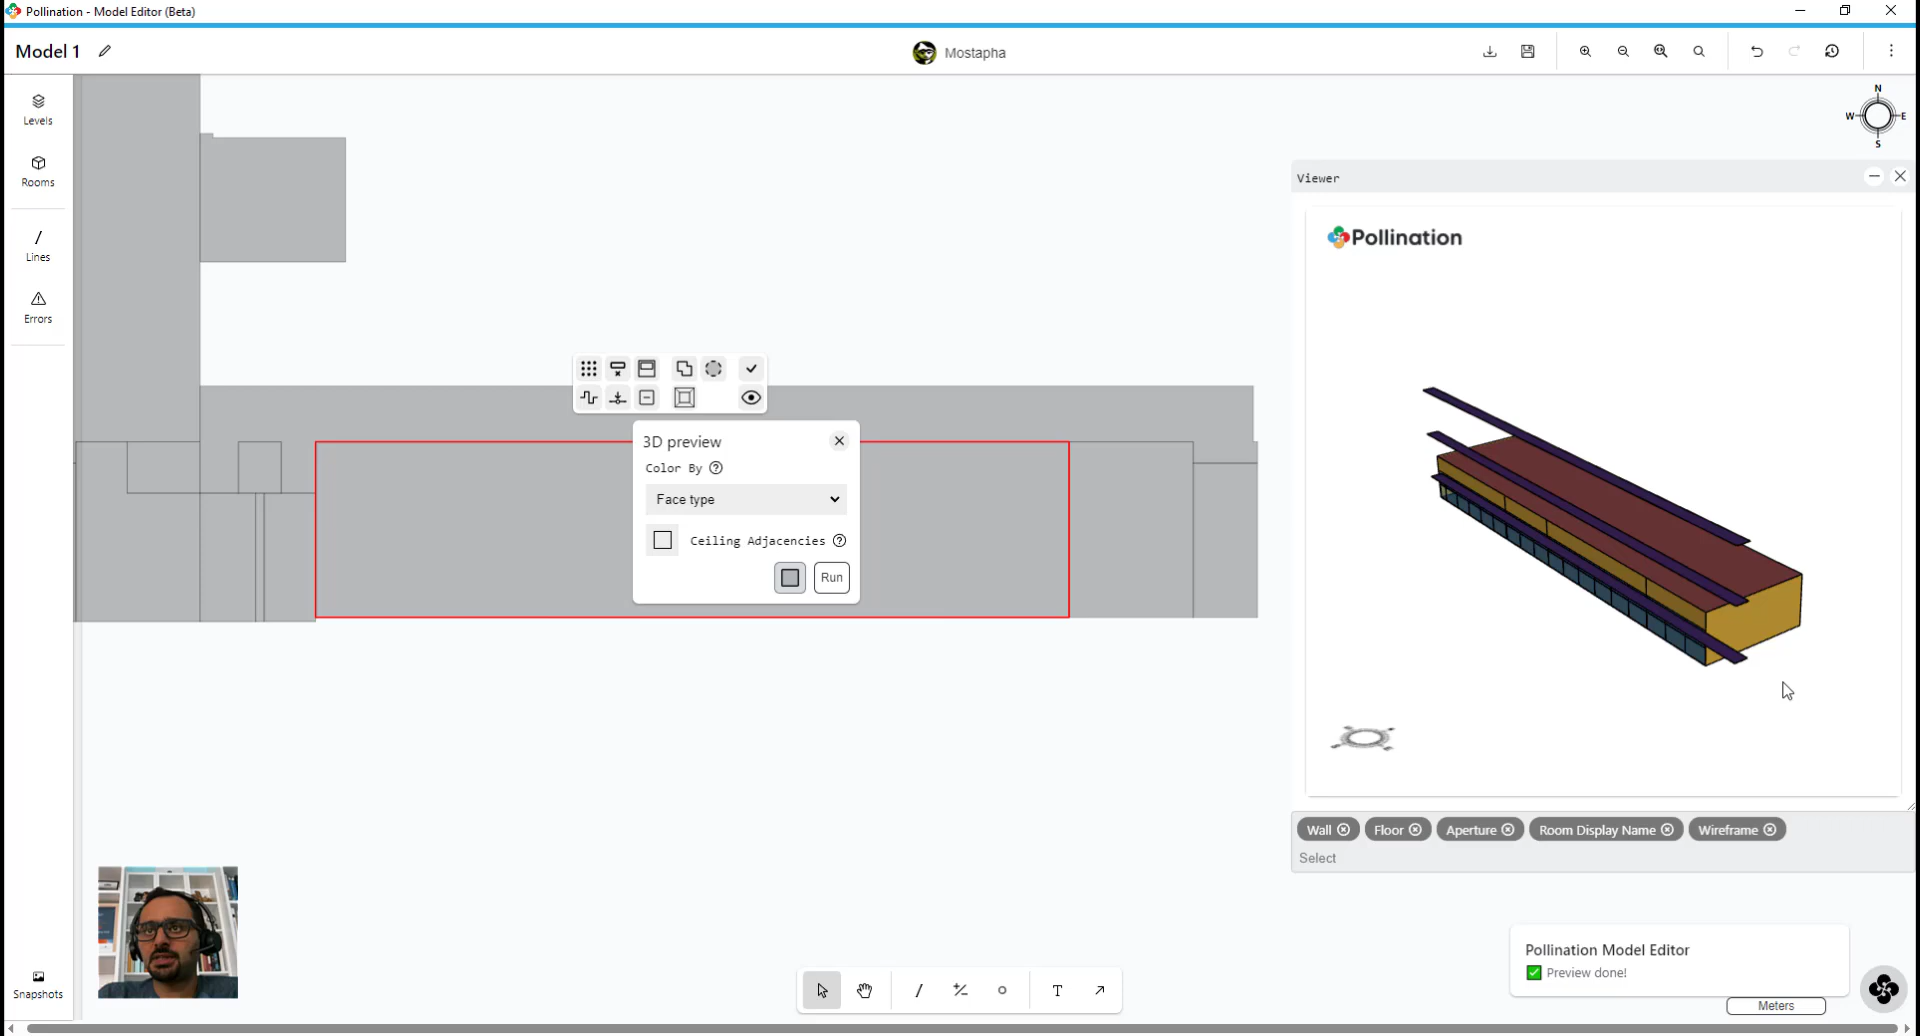 Pollination - Model Editor (Beta)
Model 1
Mostapha
Levels
Rooms
Lines
Errors
Snapshots
3D preview
Color By
Face type
Ceiling Adjacencies
Run
N
W E
S
Viewer
Pollination
Wall Floor Aperture Room Display Name Wireframe
Select
Pollination Model Editor
Preview done!
Meters
T